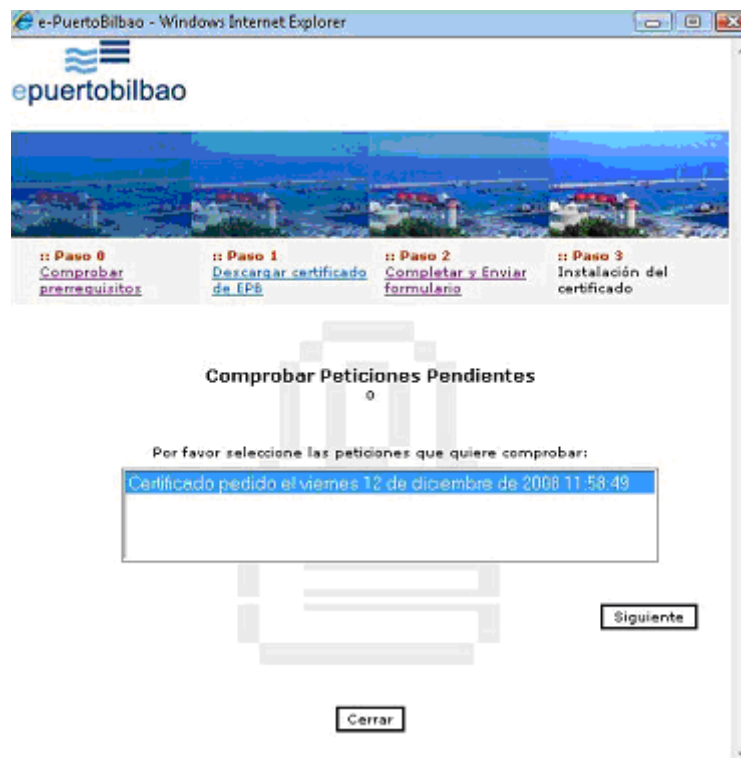 e-PuertoBilbao - Windows Internet Explorer
epuertobilbao
:: Paso 0
Comprobar
prerrequisitos
:: Paso 1
Descargar certificado
de EPB
:: Paso 2
Completar y Enviar
formulario
:: Paso 3
Instalación del
certificado
Comprobar Peticiones Pendientes
0
Por favor seleccione las peticiones que quiere comprobar:
Certificado pedido el viernes 12 de diciembre de 2008 11:58:49
Siguiente
Cerrar